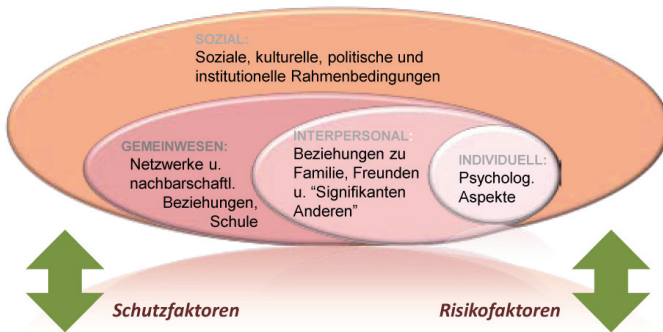 SOZIAL:
Soziale, kulturelle, politische und
institutionelle Rahmenbedingungen
GEMEINWESEN:
Netzwerke u.
nachbarschaftl.
Beziehungen,
Schule
INTERPERSONAL:
Beziehungen zu
Familie, Freunden
u. “Signifikanten
Anderen”
INDIVIDUELL:
Psycholog.
Aspekte
Schutzfaktoren
Risikofaktoren